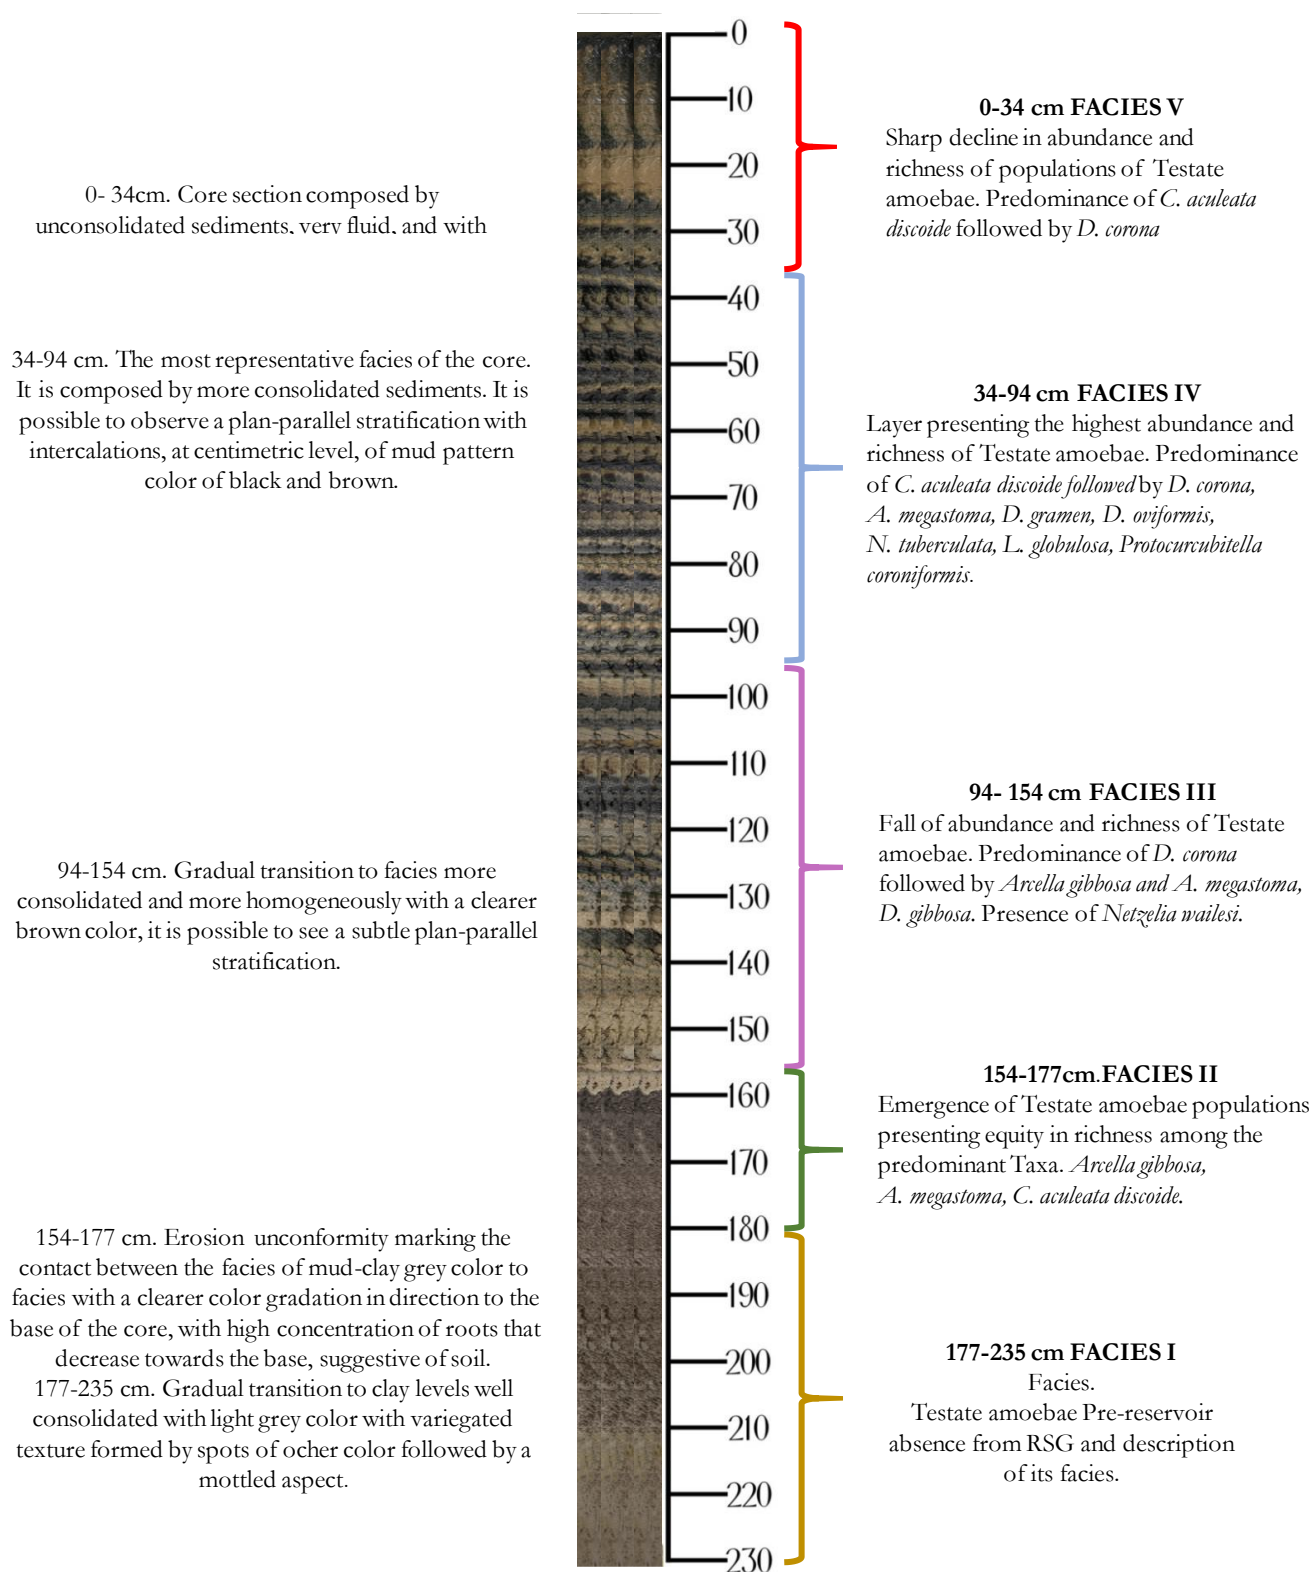 0- 34cm. Core section composed by
unconsolidated sediments, very fluid, and with
34-94 cm. The most representative facies of the core.
It is composed by more consolidated sediments. It is
possible to observe a plan-parallel stratification with
intercalations, at centimetric level, of mud pattern
color of black and brown.
94-154 cm. Gradual transition to facies more
consolidated and more homogeneously with a clearer
brown color, it is possible to see a subtle plan-parallel
stratification.
154-177 cm. Erosion unconformity marking the
contact between the facies of mud-clay grey color to
facies with a clearer color gradation in direction to the
base of the core, with high concentration of roots that
decrease towards the base, suggestive of soil.
177-235 cm. Gradual transition to clay levels well
consolidated with light grey color with variegated
texture formed by spots of ocher color followed by a
mottled aspect.
0
10
20
30
40
50
60
70
80
90
100
110
120
130
140
150
160
170
180
190
200
210
220
230
0-34 cm FACIES V
Sharp decline in abundance and
richness of populations of Testate
amoebae. Predominance of C. aculeata
discoide followed by D. corona
34-94 cm FACIES IV
Layer presenting the highest abundance and
richness of Testate amoebae. Predominance
of C. aculeata discoide followed by D. corona,
A. megastoma, D. gramen, D. oviformis,
N. tuberculata, L. globulosa, Protocurcubitella
coroniformis.
94- 154 cm FACIES III
Fall of abundance and richness of Testate
amoebae. Predominance of D. corona
followed by Arcella gibbosa and A. megastoma,
D. gibbosa. Presence of Netzelia wailesi.
154-177cm.FACIES II
Emergence of Testate amoebae populations
presenting equity in richness among the
predominant Taxa. Arcella gibbosa,
A. megastoma, C. aculeata discoide.
177-235 cm FACIES I
Facies.
Testate amoebae Pre-reservoir
absence from RSG and description
of its facies.